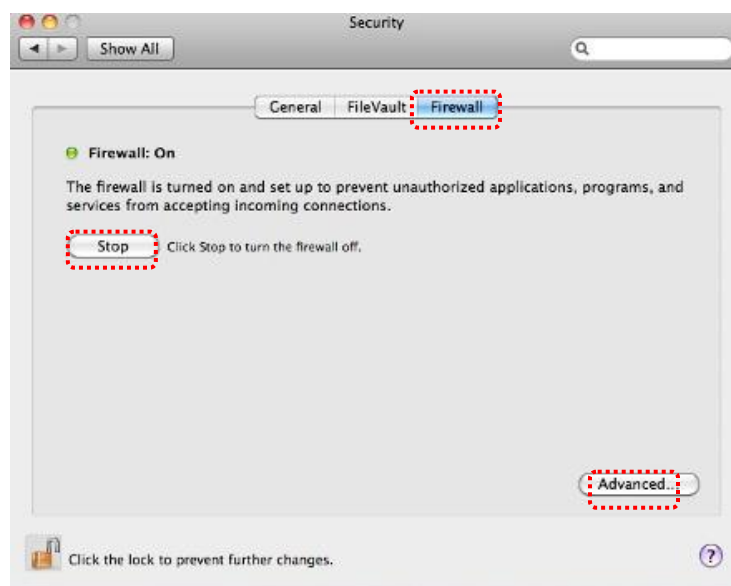 Security
Show All
General FileVault Firewall
Firewall: On
The firewall is turned on and set up to prevent unauthorized applications, programs, and
services from accepting incoming connections.
Stop Click Stop to turn the firewall off.
Advanced...
Click the lock to prevent further changes.
?